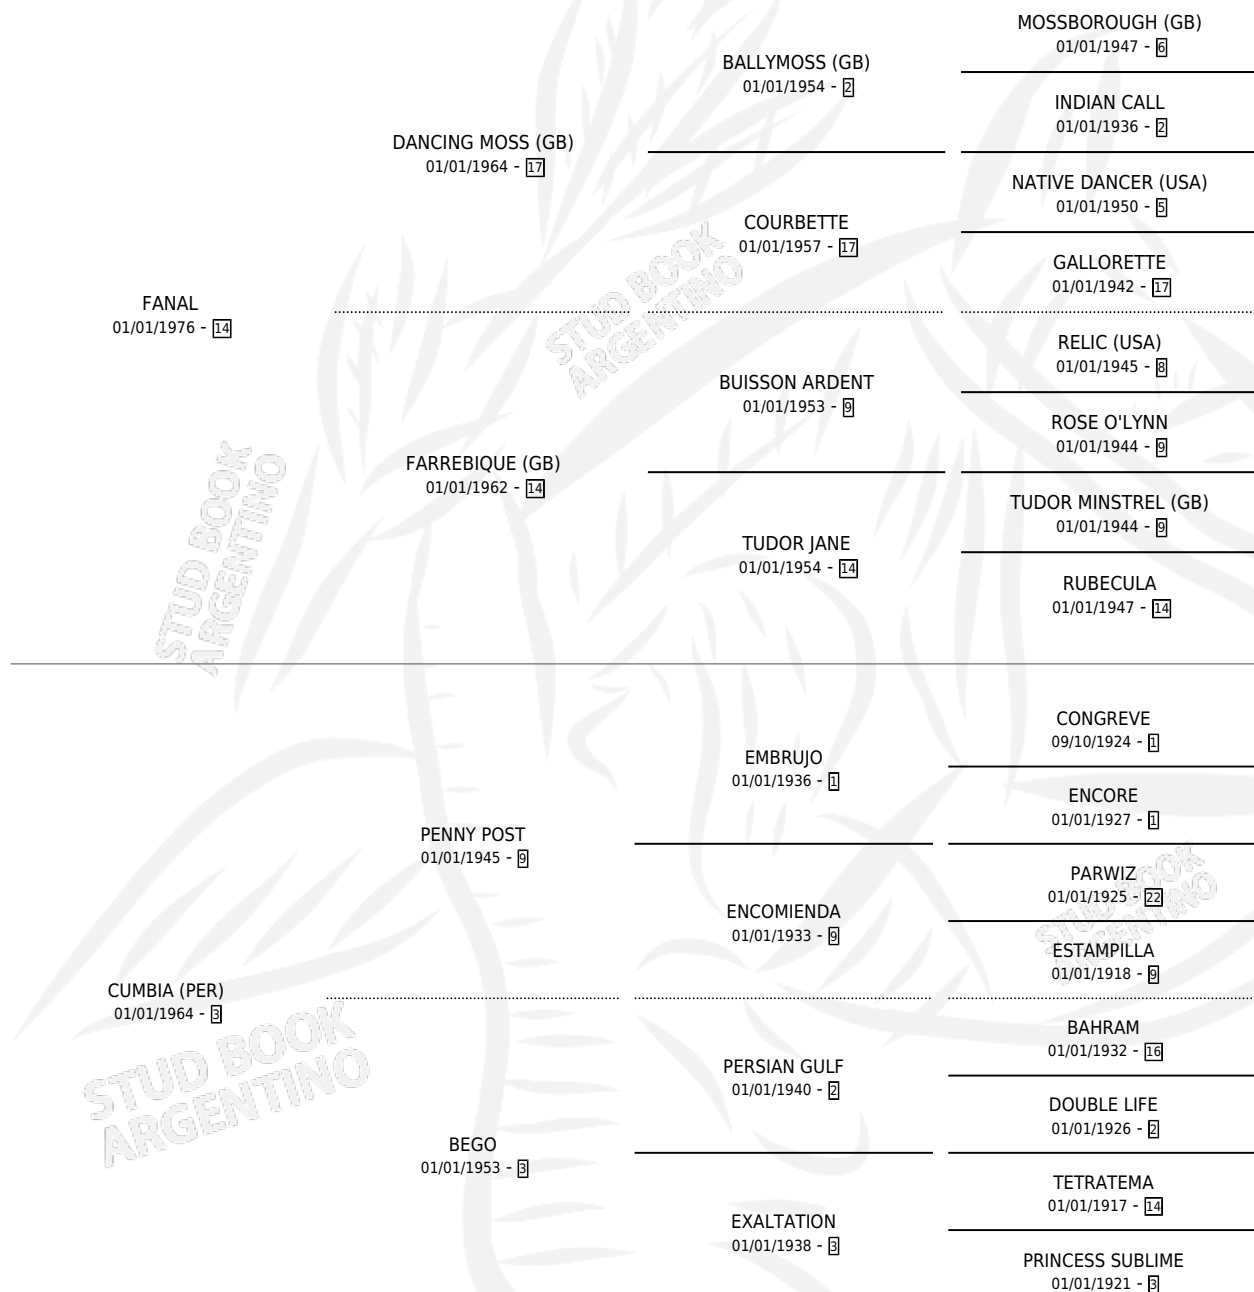 MOSSBOROUGH (GB)
01/01/1947 - 6
BALLYMOSS (GB)
01/01/1954 - 2
INDIAN CALL
01/01/1936 - 2
DANCING MOSS (GB)
01/01/1964 - 17
NATIVE DANCER (USA)
01/01/1950 - 5
COURBETTE
01/01/1957 - 17
GALLORETTE
01/01/1942 - 17
FANAL
01/01/1976 - 14
RELIC (USA)
01/01/1945 - 8
BUISSON ARDENT
01/01/1953 - 9
ROSE O'LYNN
01/01/1944 - 9
FARREBIQUE (GB)
01/01/1962 - 14
TUDOR MINSTREL (GB)
01/01/1944 - 9
TUDOR JANE
01/01/1954 - 14
RUBECULA
01/01/1947 - 14
CONGREVE
09/10/1924 - 1
EMBRUJO
01/01/1936 - 1
ENCORE
01/01/1927 - 1
PENNY POST
01/01/1945 - 9
PARWIZ
01/01/1925 - 22
ENCOMIENDA
01/01/1933 - 9
ESTAMPILLA
01/01/1918 - 9
CUMBIA (PER)
01/01/1964 - 3
BAHRAM
01/01/1932 - 16
PERSIAN GULF
01/01/1940 - 2
DOUBLE LIFE
01/01/1926 - 2
BEGO
01/01/1953 - 3
TETRATEMA
01/01/1917 - 14
EXALTATION
01/01/1938 - 3
PRINCESS SUBLIME
01/01/1921 - 3
STUD BOOK
ARGENTINO
STUD BOOK
ARGENTINO
STUD BOOK
ARGENTINO
STUD BOOK
ARGENTINO